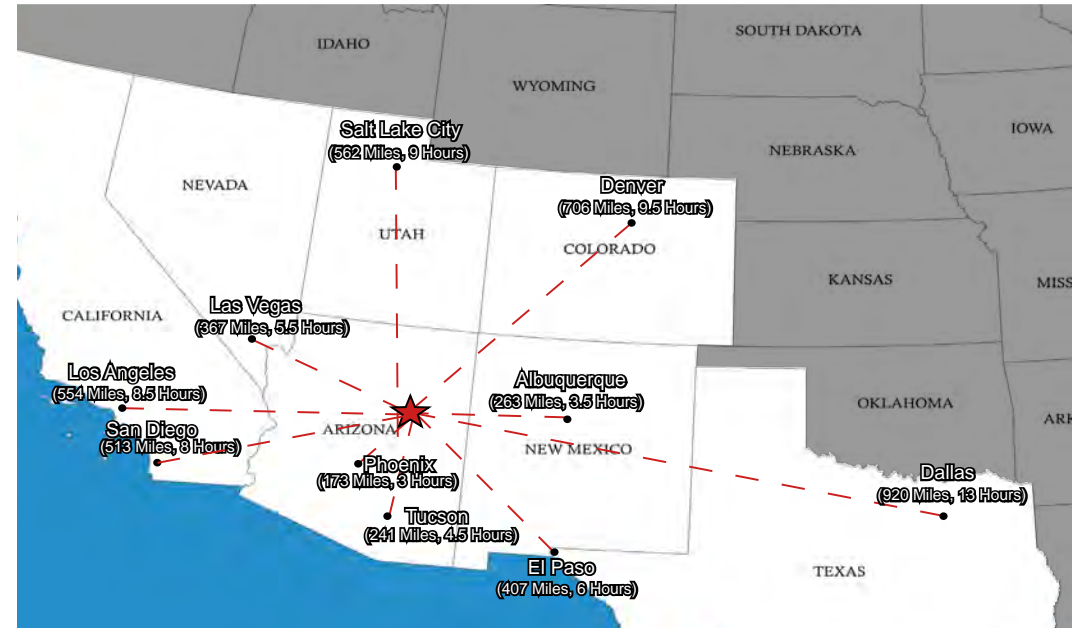 SOUTH DAKOTA
IDAHO
WYOMING
IOWA
Salt Lake City
(562 Miles, 9 Hours)
NEBRASKA
NEVADA
Denver
(706 Miles, 9.5 Hours)
UTAH
COLORADO
KANSAS
MISS
Las Vegas
(367 Miles, 5.5 Hours)
CALIFORNIA
Los Angeles
(554 Miles, 8.5 Hours)
Albuquerque
(263 Miles, 3.5 Hours)
OKLAHOMA
ARK
San Diego
(513 Miles, 8 Hours)
ARIZONA
NEW MEXICO
Phoenix
(173 Miles, 3 Hours)
Dallas
(920 Miles, 13 Hours)
Tucson
(241 Miles, 4.5 Hours)
El Paso
(407 Miles, 6 Hours)
TEXAS